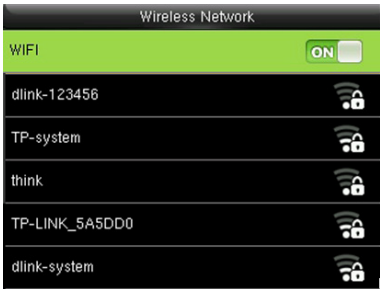 Wireless Network
WIFI ON
dlink-123456
TP-system
think
TP-LINK_5A5DD0
dlink-system